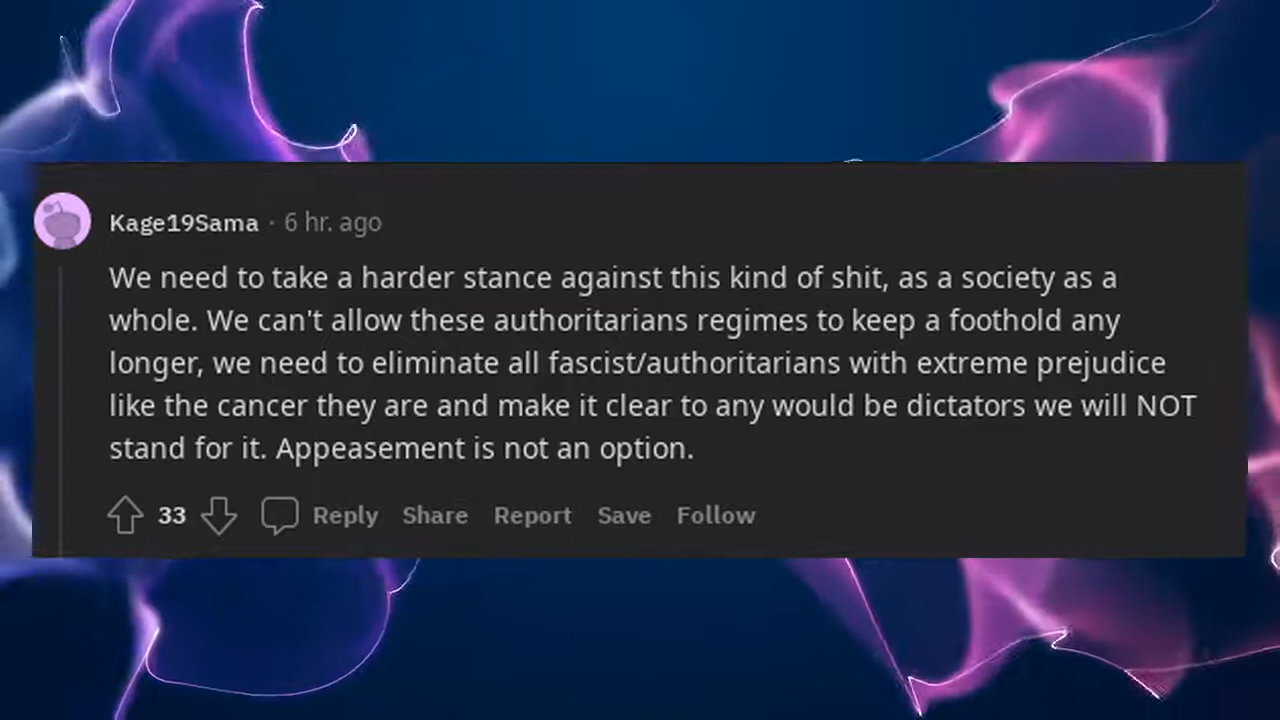 Kage19Sama · 6 hr. ago
We need to take a harder stance against this kind of shit, as a society as a
whole. We can't allow these authoritarians regimes to keep a foothold any
longer, we need to eliminate all fascist/authoritarians with extreme prejudice
like the cancer they are and make it clear to any would be dictators we will NOT
stand for it. Appeasement is not an option.
33 Reply Share Report Save Follow